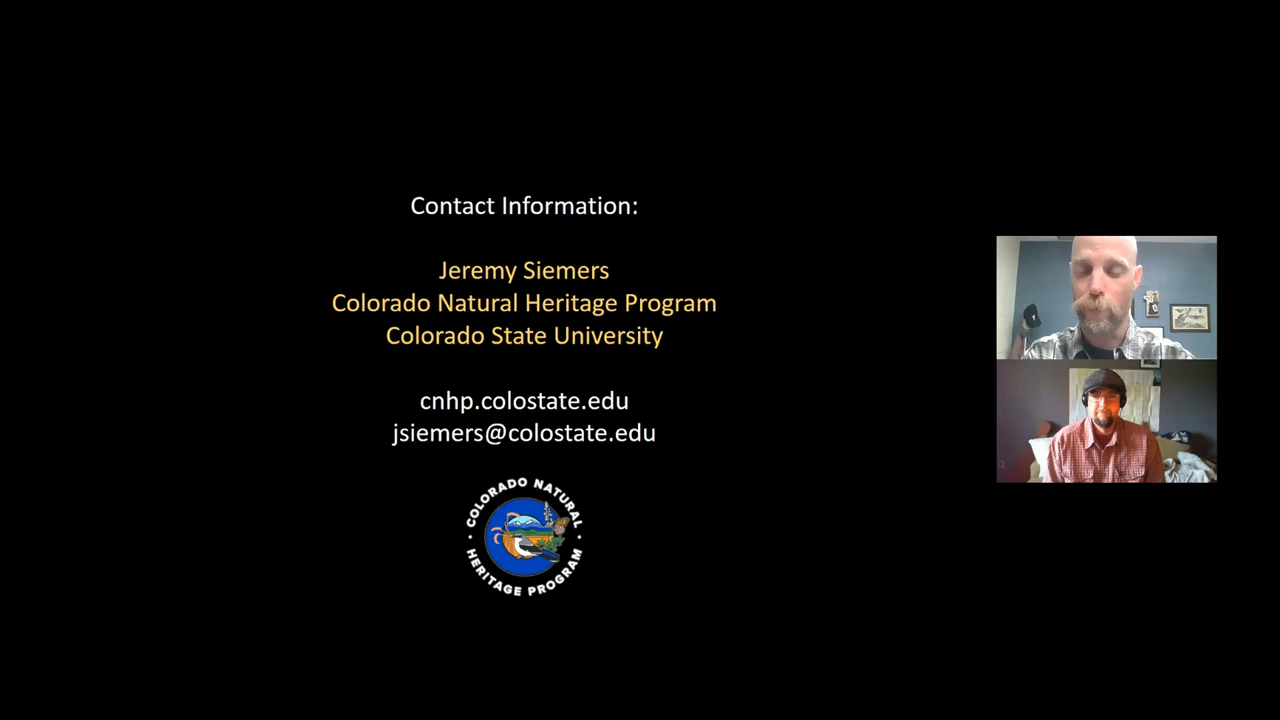 Contact Information:
Jeremy Siemers
Colorado Natural Heritage Program
Colorado State University
cnhp.colostate.edu
jsiemers@colostate.edu
COLORADO NATURAL
HERITAGE PROGRAM